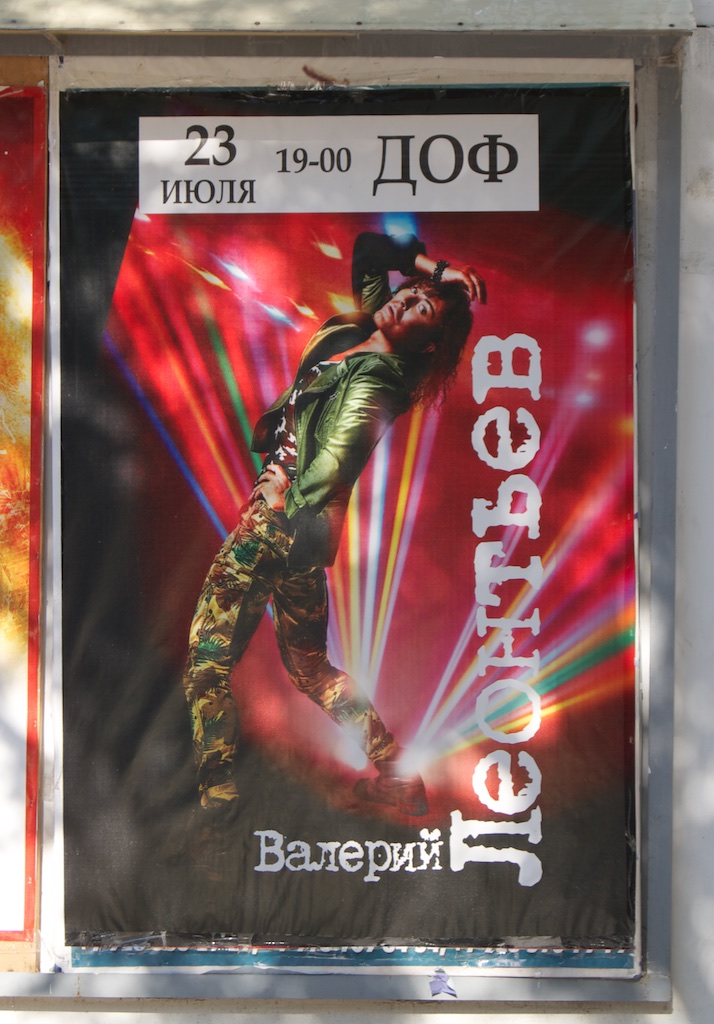 23
ИЮЛЯ
19-00
ДОФ
Валерий
Леонтьев